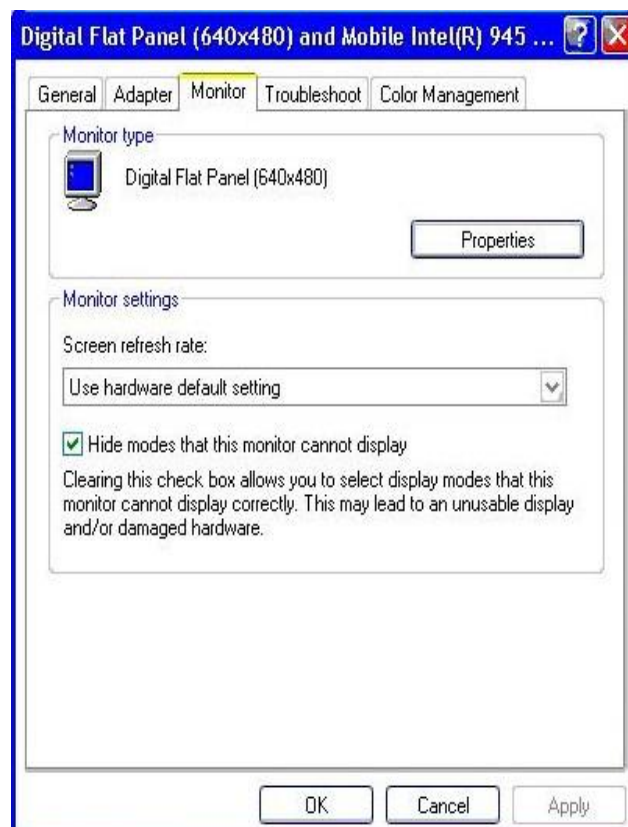 Digital Flat Panel (640x480) and Mobile Intel(R) 945 ...
General Adapter Monitor Troubleshoot Color Management
Monitor type
Digital Flat Panel (640x480)
Properties
Monitor settings
Screen refresh rate:
Use hardware default setting
Hide modes that this monitor cannot display
Clearing this check box allows you to select display modes that this
monitor cannot display correctly. This may lead to an unusable display
and/or damaged hardware.
OK Cancel Apply